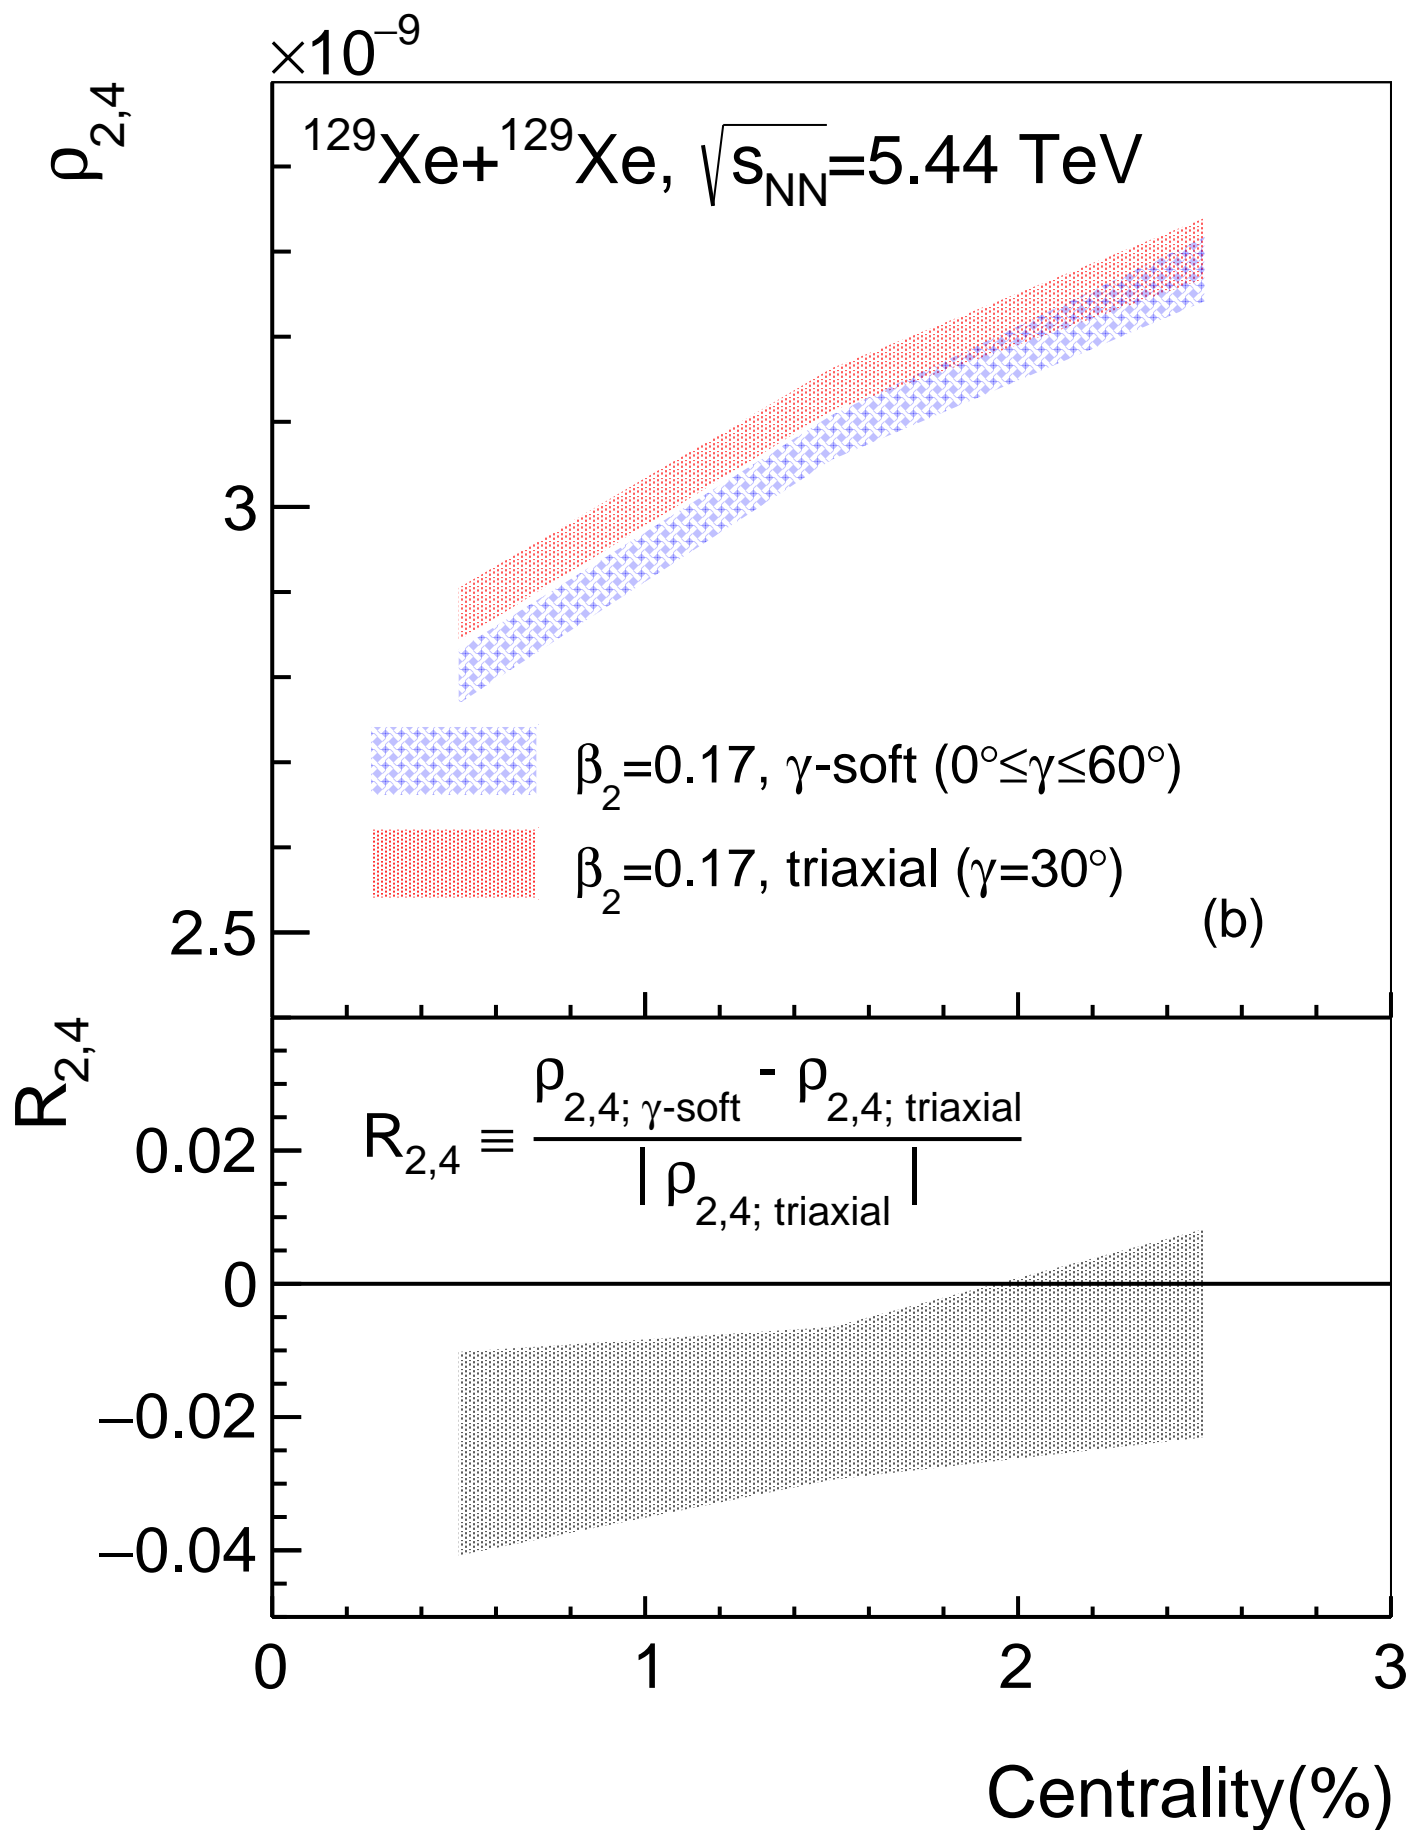 ×10⁻⁹
ρ₂,₄
¹²⁹Xe+¹²⁹Xe, √s_NN=5.44 TeV
3
β₂=0.17, γ-soft (0°≤γ≤60°)
β₂=0.17, triaxial (γ=30°)
2.5
(b)
R₂,₄
R₂,₄ ≡ ρ₂,₄; γ-soft - ρ₂,₄; triaxial
| ρ₂,₄; triaxial |
0.02
0
−0.02
−0.04
0 1 2 3
Centrality(%)